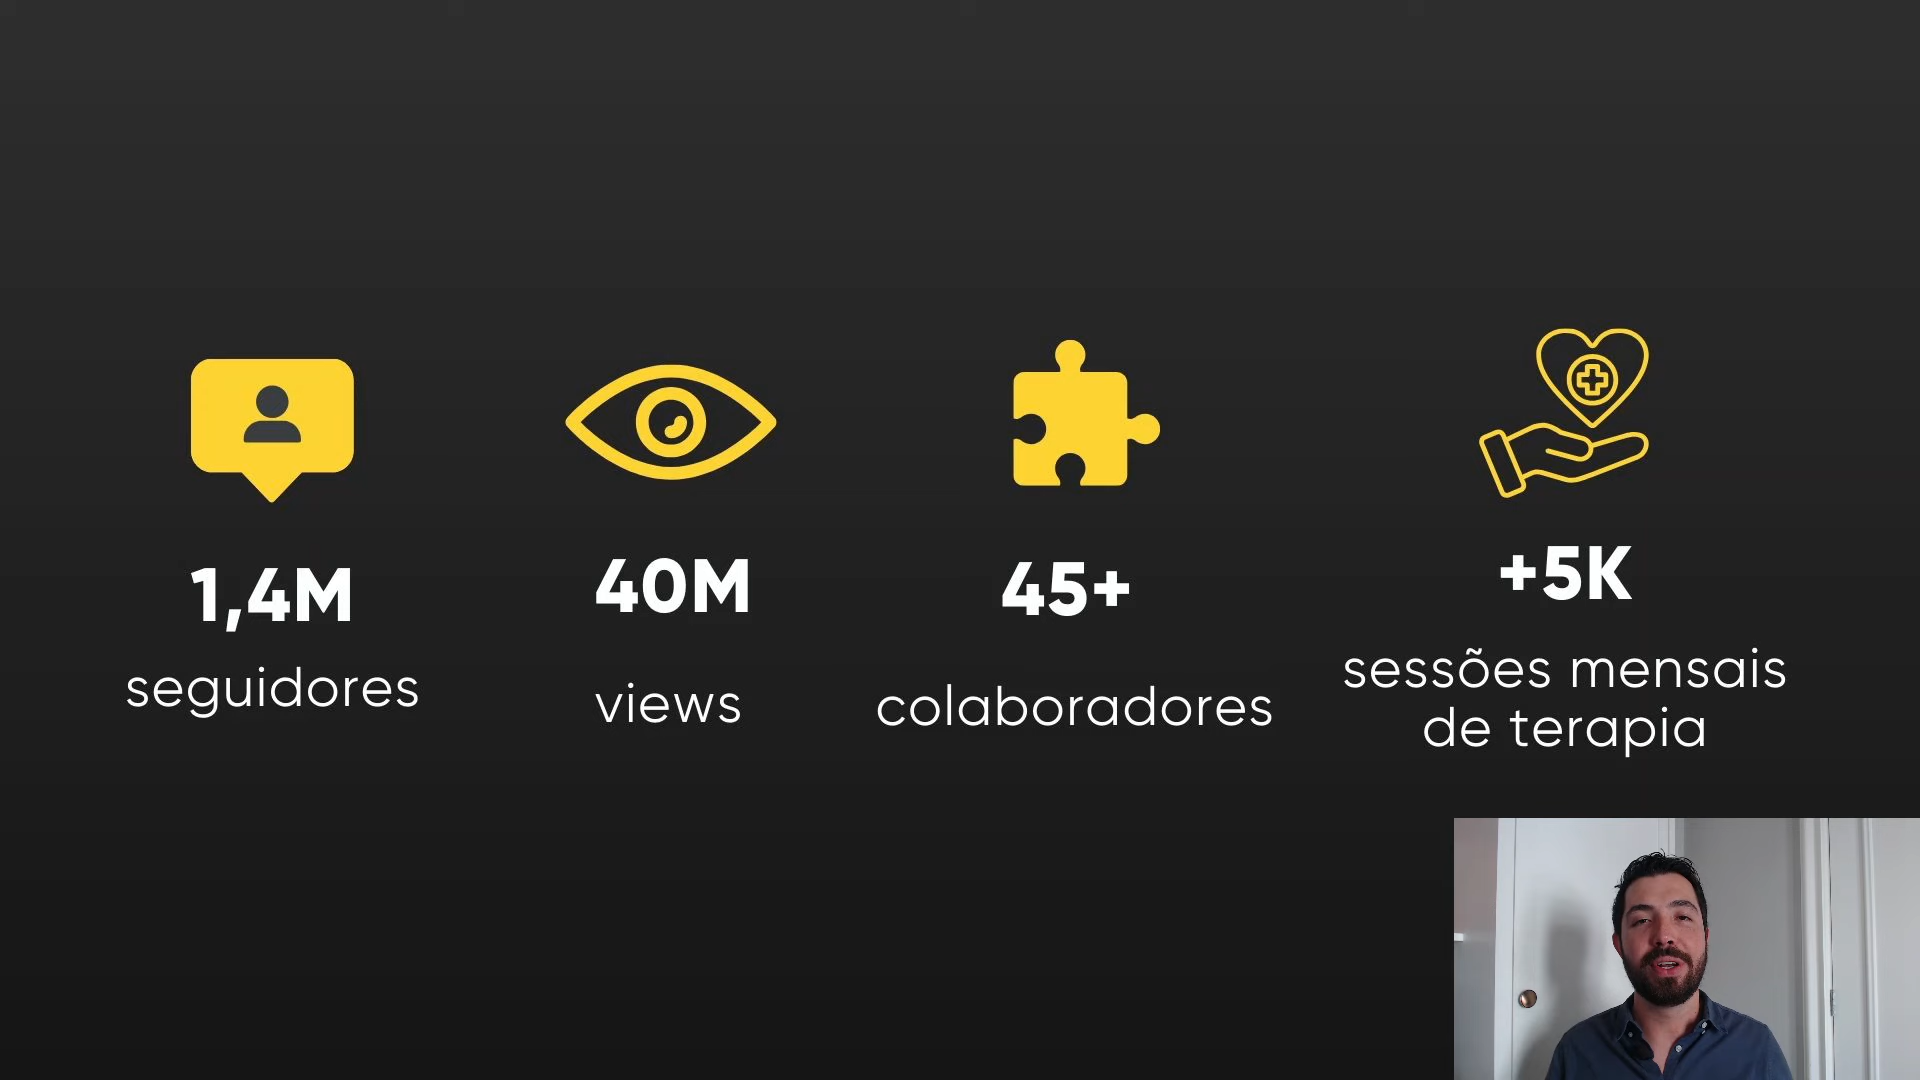 1,4M
seguidores
40M
views
45+
colaboradores
+5K
sessões mensais
de terapia